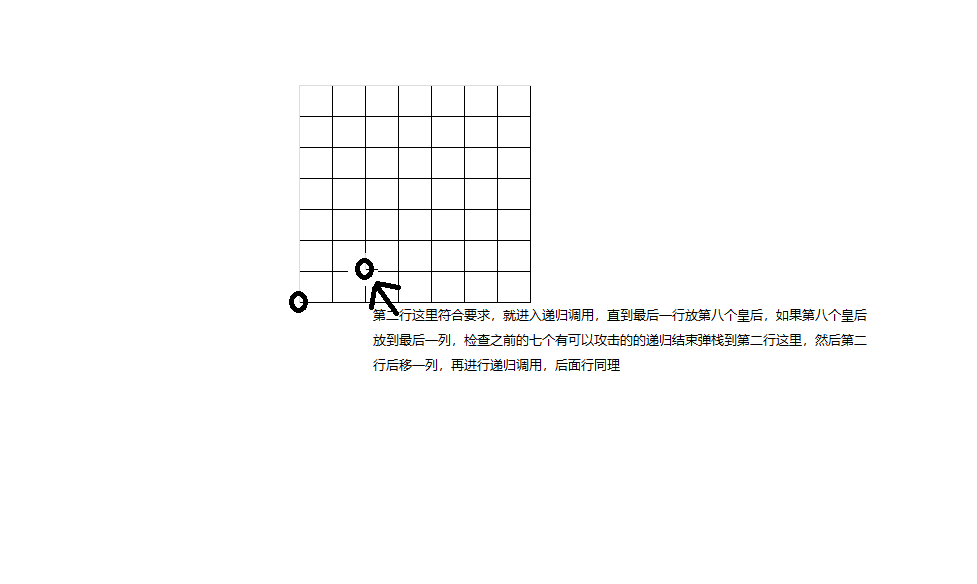 第二行这里符合要求，就进入递归调用，直到最后一行放第八个皇后，如果第八个皇后
放到最后一列，检查之前的七个有可以攻击的的递归结束弹栈到第二行这里，然后第二
行后移一列，再进行递归调用，后面行同理